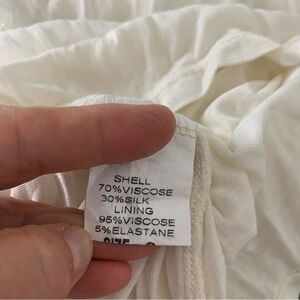 SHELL
70%VISCOSE
30%SILK
LINING
95%VISCOSE
5%ELASTANE